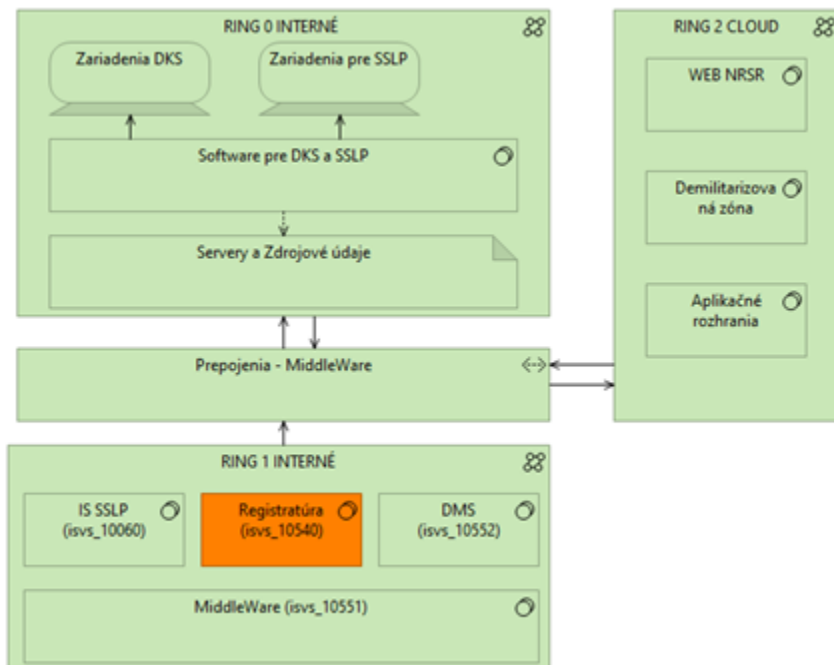 RING 0 INTERNÉ
Zariadenia DKS
Zariadenia pre SSLP
Software pre DKS a SSLP
Servery a Zdrojové údaje
Prepojenia - MiddleWare
RING 1 INTERNÉ
IS SSLP
(isvs_10060)
Registratúra
(isvs_10540)
DMS
(isvs_10552)
MiddleWare (isvs_10551)
RING 2 CLOUD
WEB NRSR
Demilitarizova
ná zóna
Aplikačné
rozhrania